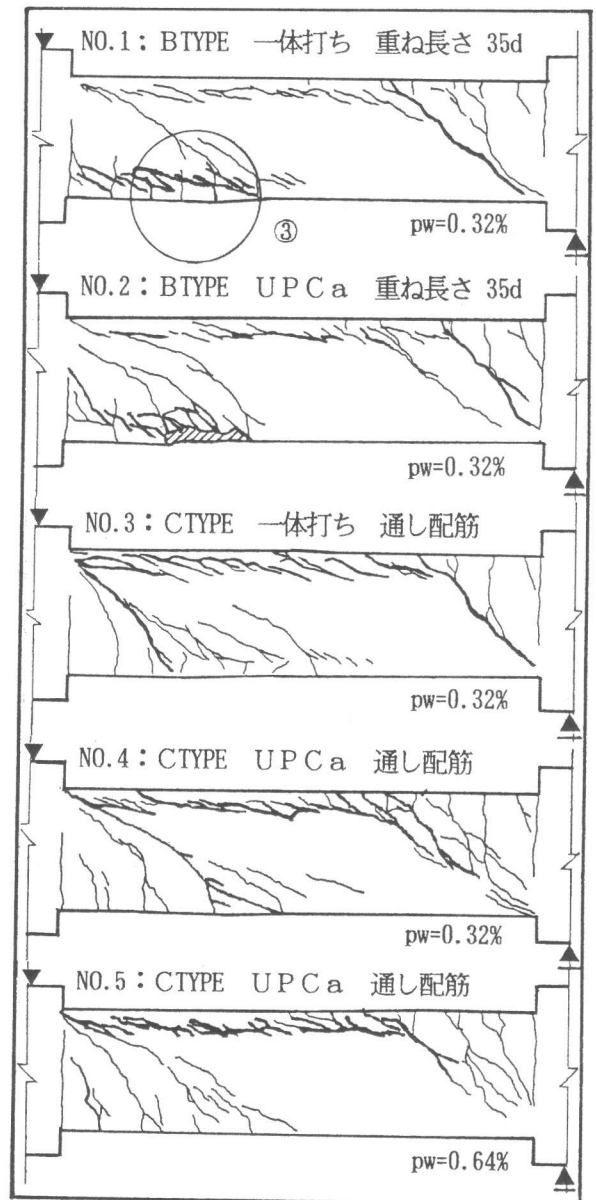 NO.1：BTYPE 一体打ち 重ね長さ 35d
③
pw=0.32%
NO.2：BTYPE ＵＰＣａ 重ね長さ 35d
pw=0.32%
NO.3：CTYPE 一体打ち 通し配筋
pw=0.32%
NO.4：CTYPE ＵＰＣａ 通し配筋
pw=0.32%
NO.5：CTYPE ＵＰＣａ 通し配筋
pw=0.64%